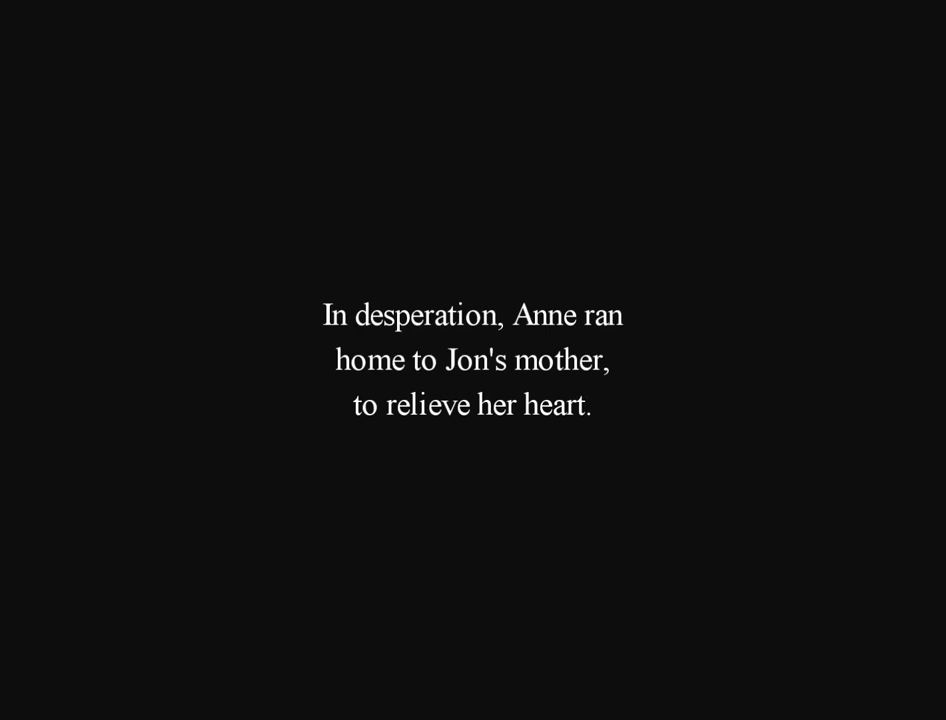 In desperation, Anne ran
home to Jon's mother,
to relieve her heart.